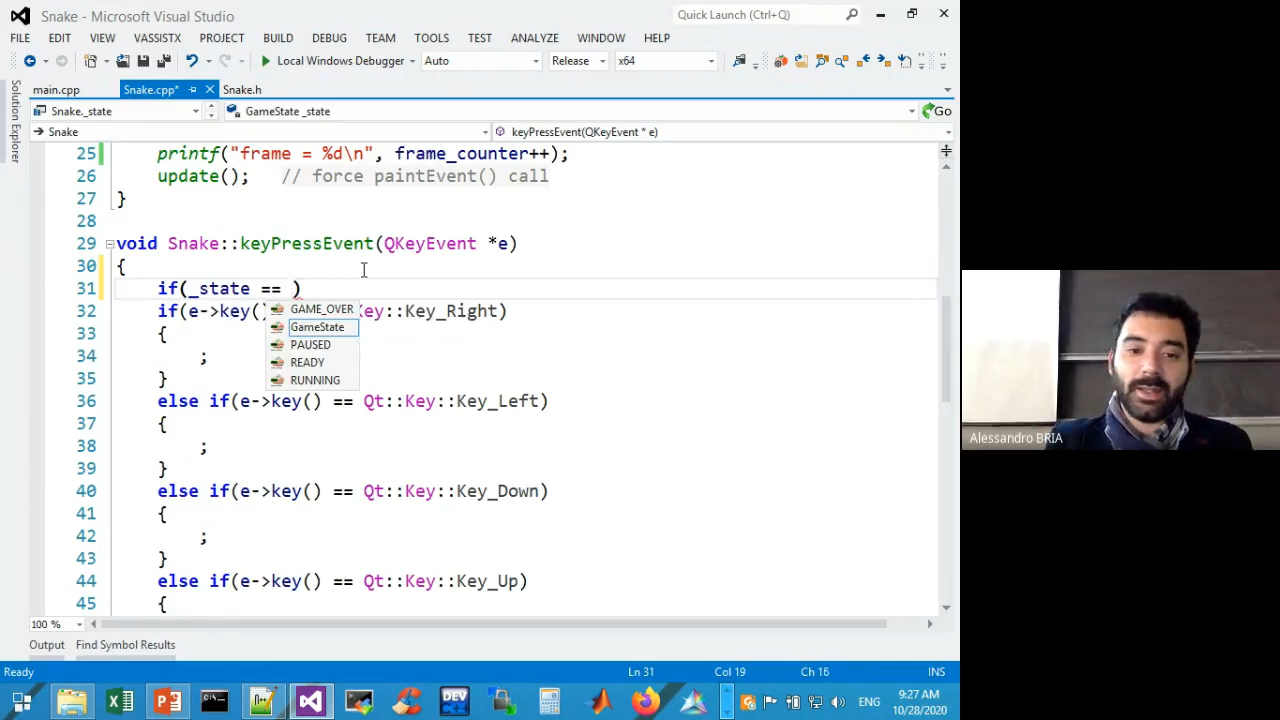 Snake - Microsoft Visual Studio
Quick Launch (Ctrl+Q)
FILE EDIT VIEW VASSISTX PROJECT BUILD DEBUG TEAM TOOLS TEST ANALYZE WINDOW HELP
Local Windows Debugger Auto Release x64
main.cpp Snake.cpp* Snake.h
Snake._state GameState _state Go
Snake keyPressEvent(QKeyEvent * e)
Solution Explorer
25 printf("frame = %d\n", frame_counter++);
26 update(); // force paintEvent() call
27 }
28
29 void Snake::keyPressEvent(QKeyEvent *e)
30 {
31 if(_state == )
32 if(e->key() ey::Key_Right)
33 {
34 ;
35 }
36 else if(e->key() == Qt::Key::Key_Left)
37 {
38 ;
39 }
40 else if(e->key() == Qt::Key::Key_Down)
41 {
42 ;
43 }
44 else if(e->key() == Qt::Key::Key_Up)
45 {
GAME_OVER
GameState
PAUSED
READY
RUNNING
100 %
Output Find Symbol Results
Ready Ln 31 Col 19 Ch 16 INS
DEV
ENG
9:27 AM
10/28/2020
Alessandro BRIA